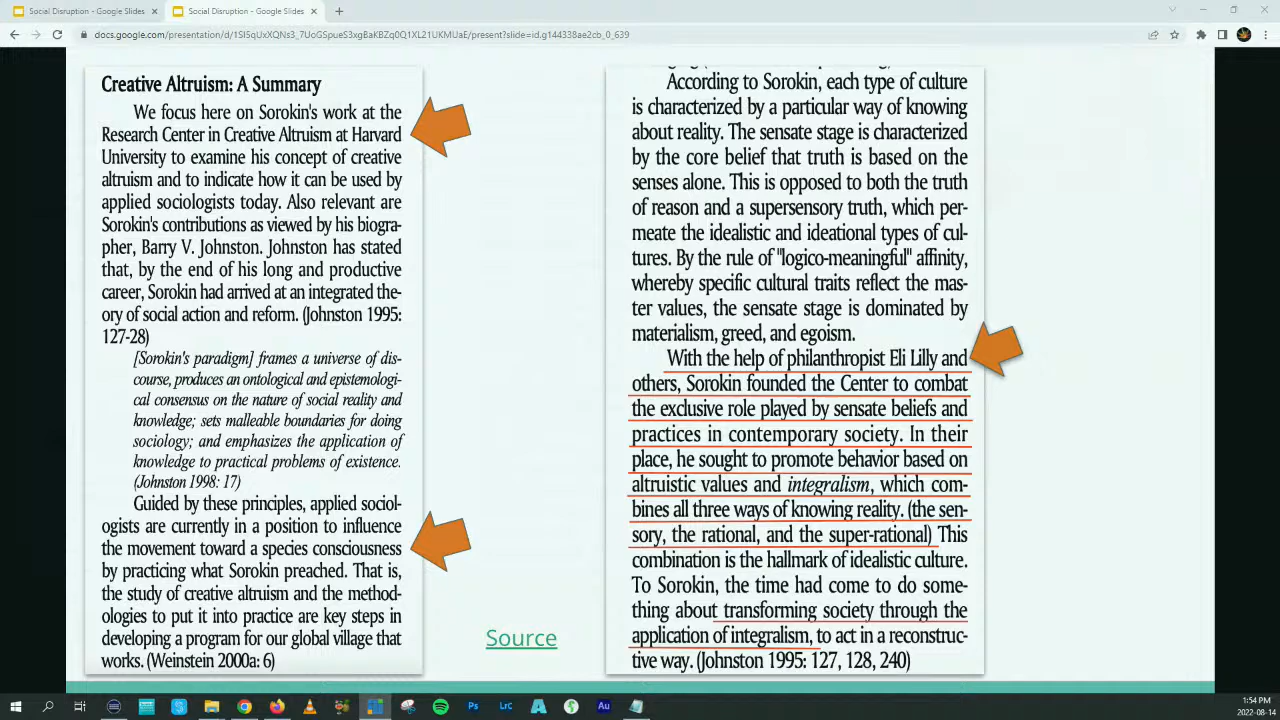 Social Disruption - Google Slides
Social Disruption - Google Slides
docs.google.com/presentation/d/1SI5qUxXQNs3_7UoGSpueS3xgBaKBZq0Q1XL21UKMUaE/present?slide=id.g144338ae2cb_0_639
Creative Altruism: A Summary
We focus here on Sorokin's work at the
Research Center in Creative Altruism at Harvard
University to examine his concept of creative
altruism and to indicate how it can be used by
applied sociologists today. Also relevant are
Sorokin's contributions as viewed by his biogra-
pher, Barry V. Johnston. Johnston has stated
that, by the end of his long and productive
career, Sorokin had arrived at an integrated the-
ory of social action and reform. (Johnston 1995:
127-28)
[Sorokin's paradigm] frames a universe of dis-
course, produces an ontological and epistemologi-
cal consensus on the nature of social reality and
knowledge; sets malleable boundaries for doing
sociology; and emphasizes the application of
knowledge to practical problems of existence.
(Johnston 1998: 17)
Guided by these principles, applied sociol-
ogists are currently in a position to influence
the movement toward a species consciousness
by practicing what Sorokin preached. That is,
the study of creative altruism and the method-
ologies to put it into practice are key steps in
developing a program for our global village that
works. (Weinstein 2000a: 6)
Source
According to Sorokin, each type of culture
is characterized by a particular way of knowing
about reality. The sensate stage is characterized
by the core belief that truth is based on the
senses alone. This is opposed to both the truth
of reason and a supersensory truth, which per-
meate the idealistic and ideational types of cul-
tures. By the rule of "logico-meaningful" affinity,
whereby specific cultural traits reflect the mas-
ter values, the sensate stage is dominated by
materialism, greed, and egoism.
With the help of philanthropist Eli Lilly and
others, Sorokin founded the Center to combat
the exclusive role played by sensate beliefs and
practices in contemporary society. In their
place, he sought to promote behavior based on
altruistic values and integralism, which com-
bines all three ways of knowing reality. (the sen-
sory, the rational, and the super-rational) This
combination is the hallmark of idealistic culture.
To Sorokin, the time had come to do some-
thing about transforming society through the
application of integralism, to act in a reconstruc-
tive way. (Johnston 1995: 127, 128, 240)
Ps
LrC
Au
1:54 PM
2022-08-14